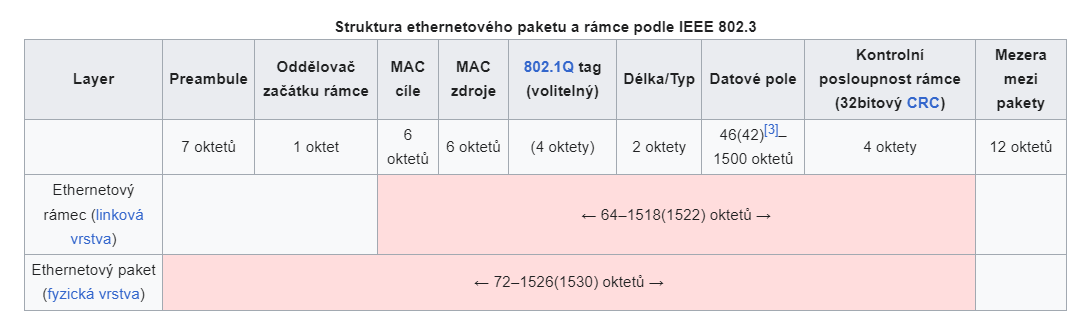 Struktura ethernetového paketu a rámce podle IEEE 802.3
Layer
Preambule
Oddělovač
začátku rámce
MAC
cíle
MAC
zdroje
802.1Q tag
(volitelný)
Délka/Typ
Datové pole
Kontrolní
posloupnost rámce
(32bitový CRC)
Mezera
mezi
pakety
7 oktetů
1 oktet
6
oktetů
6 oktetů
(4 oktety)
2 oktety
46(42)[3]–
1500 oktetů
4 oktety
12 oktetů
Ethernetový
rámec (linková
vrstva)
← 64–1518(1522) oktetů →
Ethernetový paket
(fyzická vrstva)
← 72–1526(1530) oktetů →